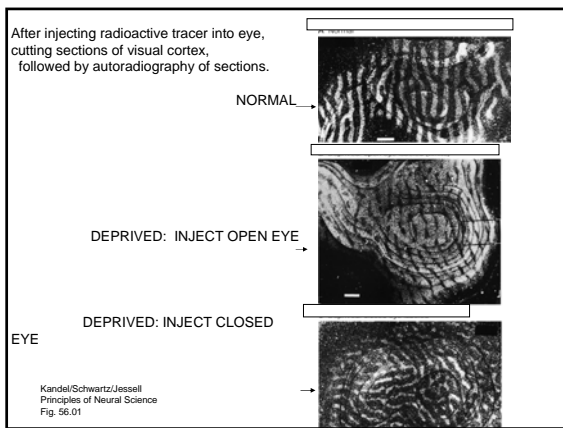 After injecting radioactive tracer into eye,
cutting sections of visual cortex,
followed by autoradiography of sections.
NORMAL
DEPRIVED: INJECT OPEN EYE
DEPRIVED: INJECT CLOSED
EYE
Kandel/Schwartz/Jessell
Principles of Neural Science
Fig. 56.01